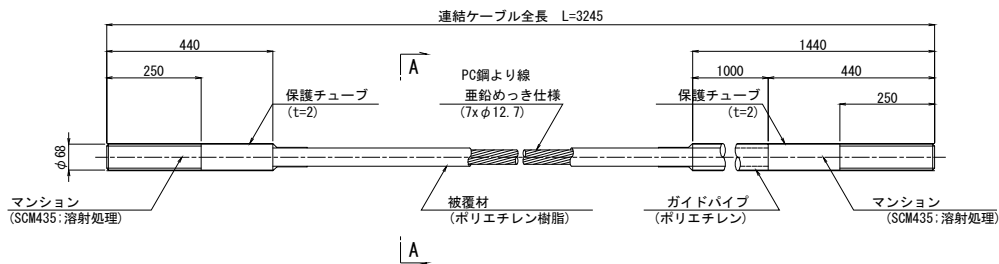 連結ケーブル全長 L=3245
440
1440
250
A
PC鋼より線
1000
440
保護チューブ
(t=2)
亜鉛めっき仕様
(7xφ12.7)
保護チューブ
(t=2)
250
φ68
マンション
(SCM435;溶射処理)
被覆材
(ポリエチレン樹脂)
ガイドパイプ
(ポリエチレン)
マンション
(SCM435;溶射処理)
A